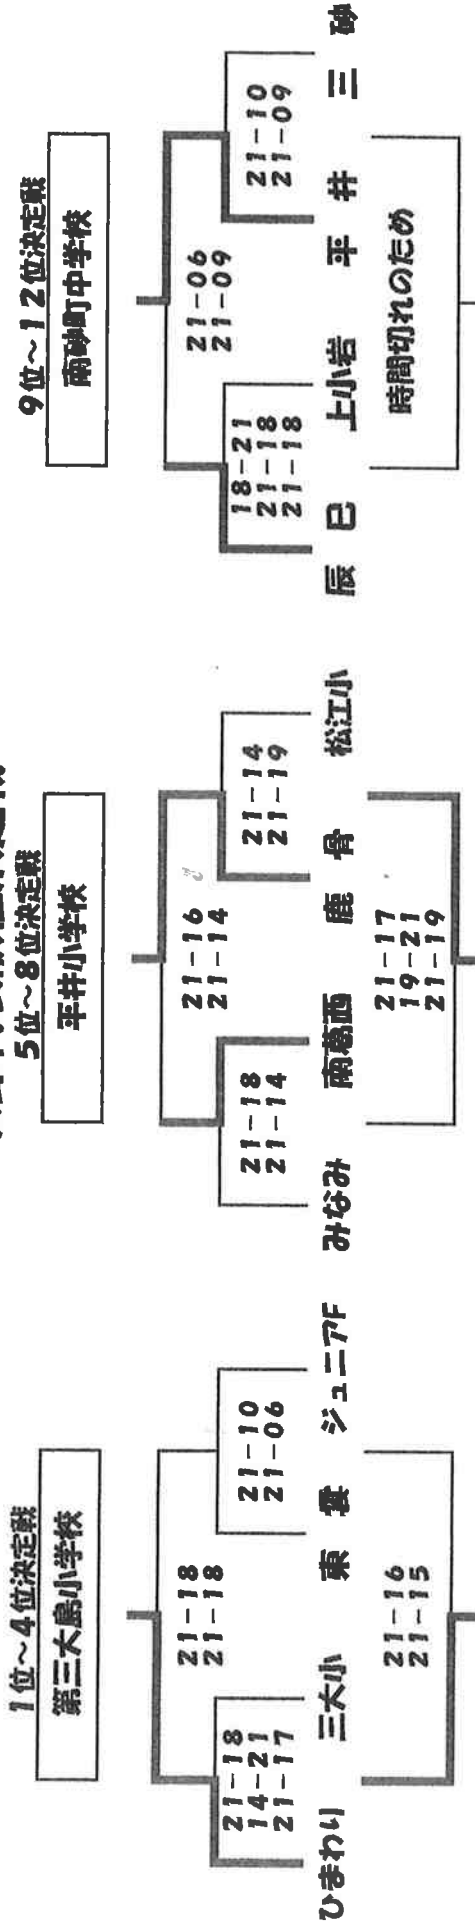 1位～4位決定戦
第三大島小学校
21-18
21-18
21-18
14-21
21-17
21-10
21-06
ひまわり
三大小
東雲
ジュニアF
21-16
21-15
5位～8位決定戦
平井小学校
21-16
21-14
21-18
21-14
21-14
21-19
みなみ
南葛西
鹿骨
松江小
21-17
19-21
21-19
9位～12位決定戦
南砂町中学校
21-06
21-09
18-21
21-18
21-18
21-10
21-09
辰巳
上小岩
平井
三砂
時間切れのため